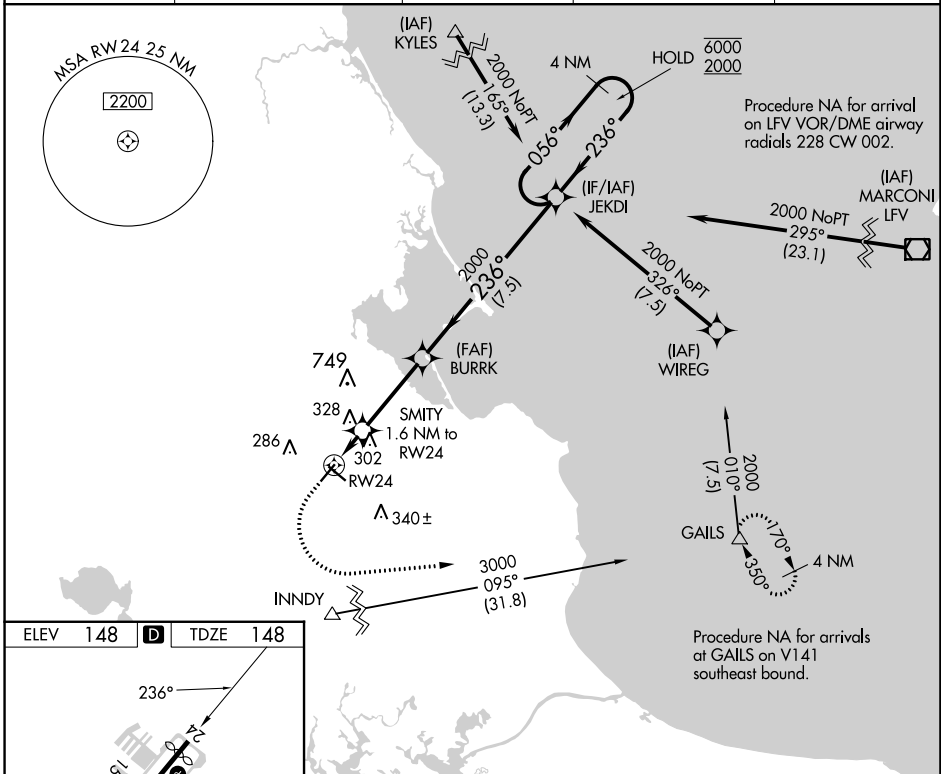 MSA RW 24 25 NM
2200
(IAF)
KYLES
2000 NoPT
165°
(13.3)
4 NM
HOLD
6000
2000
056°
236°
Procedure NA for arrival
on LFV VOR/DME airway
radials 228 CW 002.
(IF/IAF)
JEKDI
(IAF)
MARCONI
LFV
2000 NoPT
295°
(23.1)
2000
236°
(7.5)
2000 NoPT
326°
(7.5)
(IAF)
WIREG
(FAF)
BURRK
749
328
SMITY
1.6 NM to
RW24
286
302
RW24
340±
2000
010°
(7.5)
GAILS
170°
350°
4 NM
3000
095°
(31.8)
INNDY
Procedure NA for arrivals
at GAILS on V141
southeast bound.
ELEV 148 D TDZE 148
236°
24
15